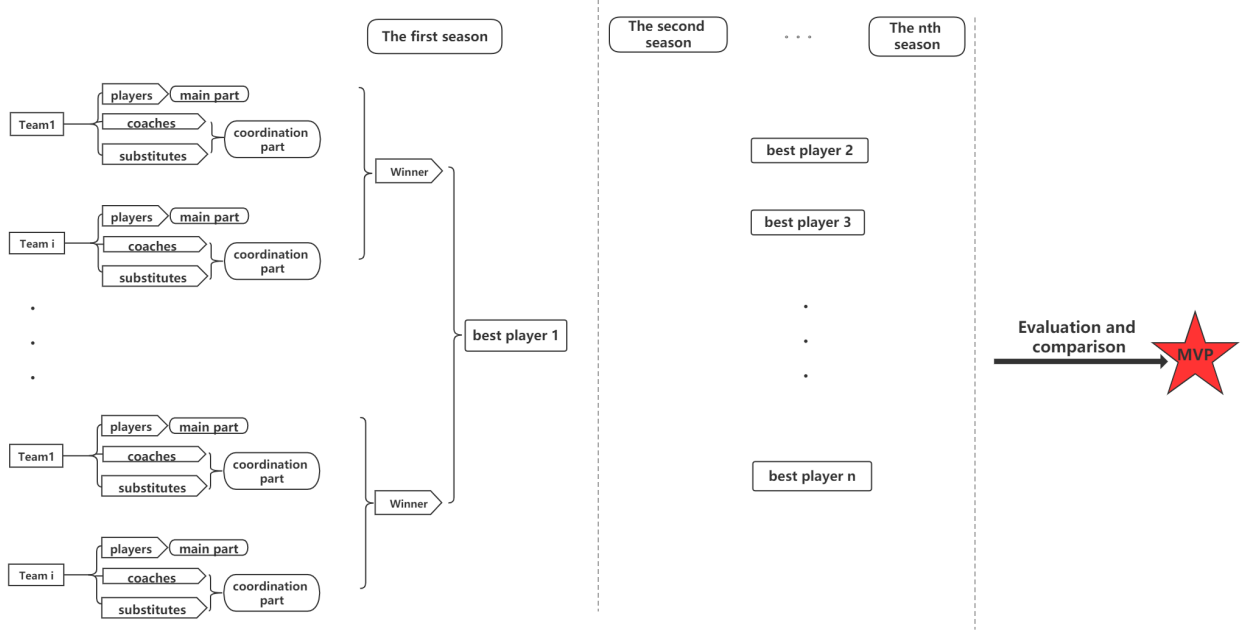 The first season
The second
season
· · ·
The nth
season
Team1
players
main part
coaches
substitutes
coordination
part
Team i
players
main part
coaches
substitutes
coordination
part
Winner
best player 1
Team1
players
main part
coaches
substitutes
coordination
part
Team i
players
main part
coaches
substitutes
coordination
part
Winner
best player 2
best player 3
best player n
Evaluation and
comparison
MVP